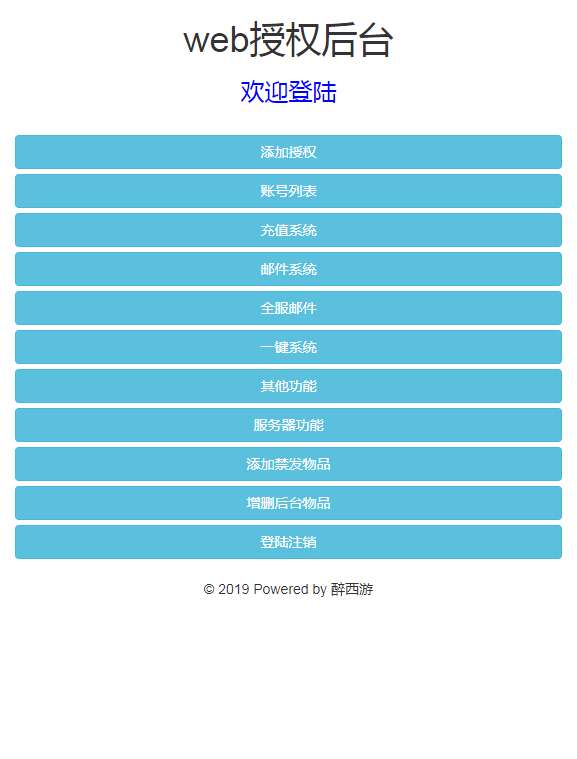 web授权后台
欢迎登陆
添加授权
账号列表
充值系统
邮件系统
全服邮件
一键系统
其他功能
服务器功能
添加禁发物品
增删后台物品
登陆注销
© 2019 Powered by 醉西游